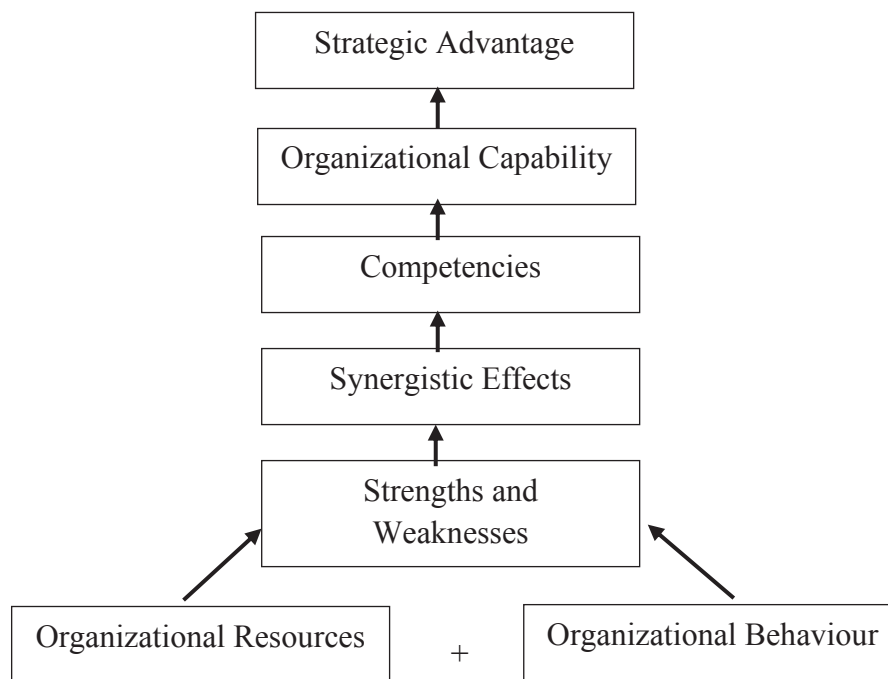 Strategic Advantage
Organizational Capability
Competencies
Synergistic Effects
Strengths and
Weaknesses
Organizational Resources
+
Organizational Behaviour